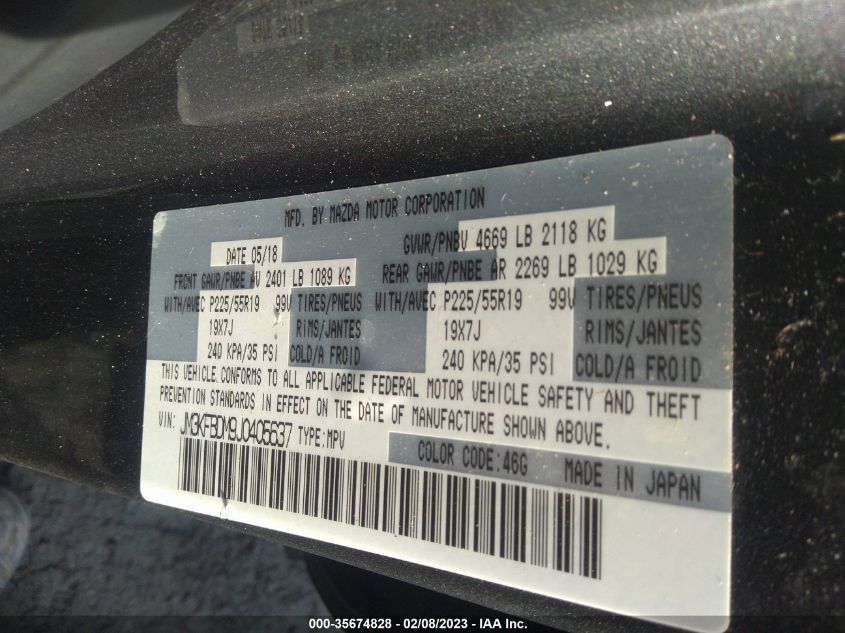 MFD. BY MAZDA MOTOR CORPORATION
DATE 05/18 GVWR/PNBV 4669 LB 2118 KG
FRONT GAWR/PNBE AV 2401 LB 1089 KG REAR GAWR/PNBE AR 2269 LB 1029 KG
WITH/AVEC P225/55R19 99V TIRES/PNEUS WITH/AVEC P225/55R19 99V TIRES/PNEUS
19X7J RIMS/JANTES 19X7J RIMS/JANTES
240 KPA/35 PSI COLD/A FROID 240 KPA/35 PSI COLD/A FROID
THIS VEHICLE CONFORMS TO ALL APPLICABLE FEDERAL MOTOR VEHICLE SAFETY AND THEFT
PREVENTION STANDARDS IN EFFECT ON THE DATE OF MANUFACTURE SHOWN ABOVE.
VIN: JM3KFBDM9J0405637 TYPE:MPV
COLOR CODE:46G MADE IN JAPAN
000-35674828 - 02/08/2023 - IAA Inc.